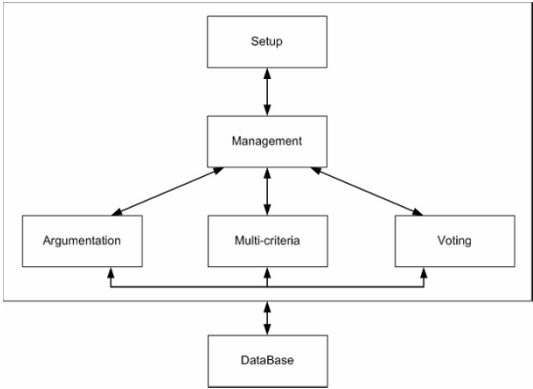 Setup
Management
Argumentation
Multi-criteria
Voting
DataBase